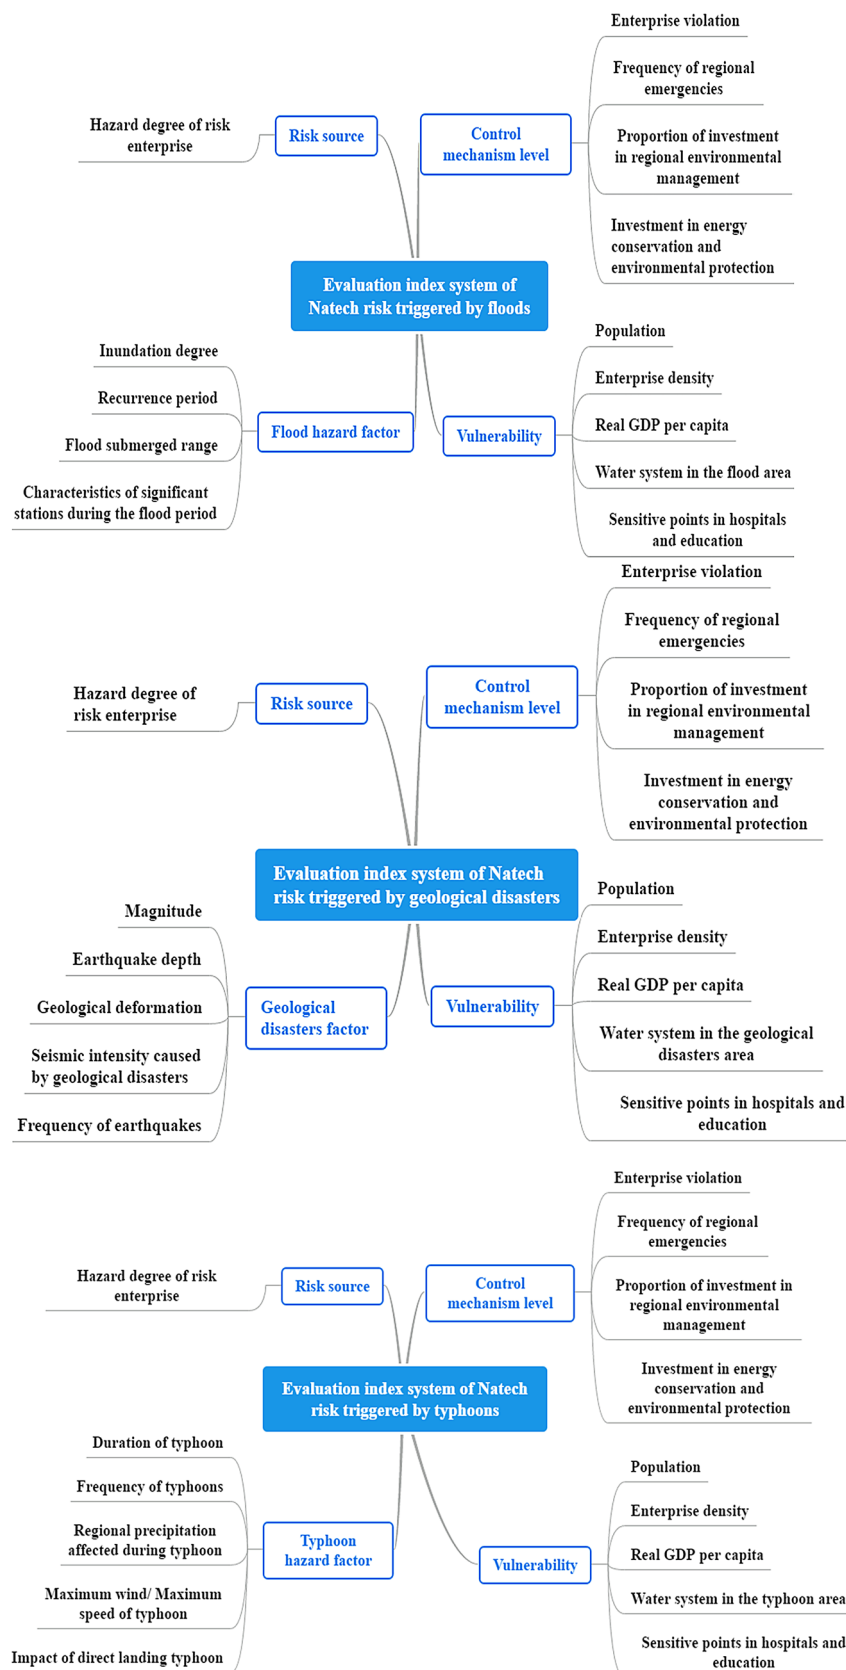 Enterprise violation
Frequency of regional
emergencies
Hazard degree of risk
enterprise
Risk source
Control
mechanism level
Proportion of investment
in regional environmental
management
Investment in energy
conservation and
environmental protection
Evaluation index system of
Natech risk triggered by floods
Inundation degree
Recurrence period
Flood submerged range
Characteristics of significant
stations during the flood period
Flood hazard factor
Vulnerability
Population
Enterprise density
Real GDP per capita
Water system in the flood area
Sensitive points in hospitals
and education
Enterprise violation
Frequency of regional
emergencies
Hazard degree of
risk enterprise
Risk source
Control
mechanism level
Proportion of investment
in regional environmental
management
Investment in energy
conservation and
environmental protection
Evaluation index system of Natech
risk triggered by geological disasters
Magnitude
Earthquake depth
Geological deformation
Seismic intensity caused
by geological disasters
Frequency of earthquakes
Geological
disasters factor
Vulnerability
Population
Enterprise density
Real GDP per capita
Water system in the geological
disasters area
Sensitive points in hospitals and
education
Enterprise violation
Frequency of regional
emergencies
Hazard degree of risk
enterprise
Risk source
Control
mechanism level
Proportion of investment in
regional environmental
management
Investment in energy
conservation and
environmental protection
Evaluation index system of Natech
risk triggered by typhoons
Duration of typhoon
Frequency of typhoons
Regional precipitation
affected during typhoon
Maximum wind/ Maximum
speed of typhoon
Impact of direct landing typhoon
Typhoon
hazard factor
Vulnerability
Population
Enterprise density
Real GDP per capita
Water system in the typhoon area
Sensitive points in hospitals and
education